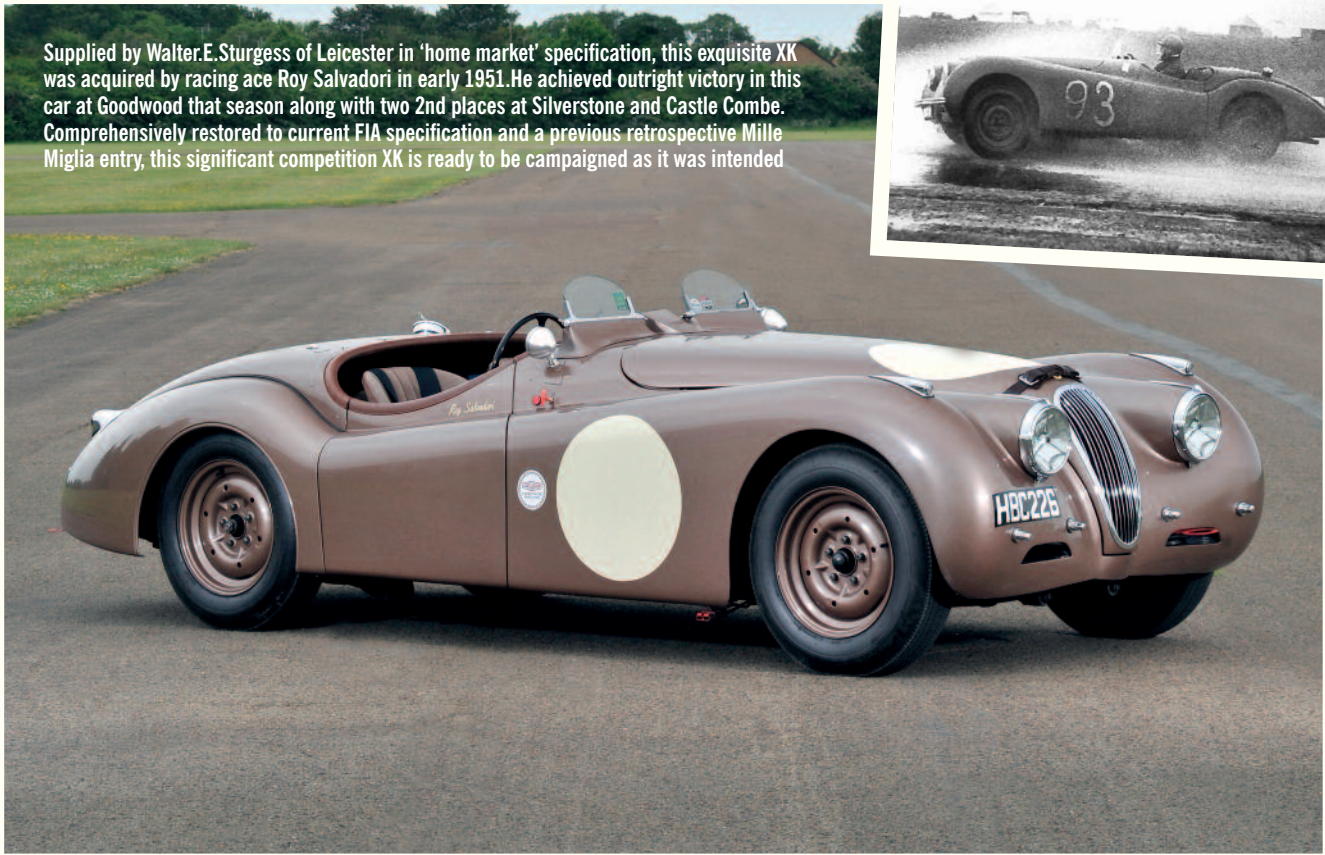 Supplied by Walter.E.Sturgess of Leicester in ‘home market’ specification, this exquisite XK
was acquired by racing ace Roy Salvadori in early 1951.He achieved outright victory in this
car at Goodwood that season along with two 2nd places at Silverstone and Castle Combe.
Comprehensively restored to current FIA specification and a previous retrospective Mille
Miglia entry, this significant competition XK is ready to be campaigned as it was intended
93
Roy Salvadori
HBC226